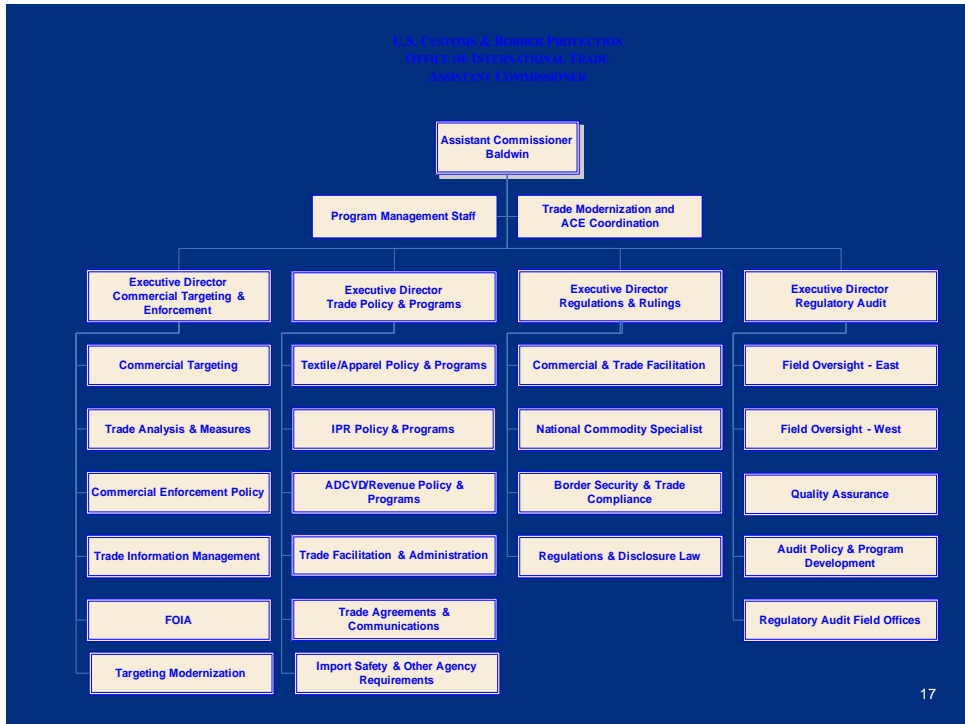 U.S. CUSTOMS & BORDER PROTECTION
OFFICE OF INTERNATIONAL TRADE
ASSISTANT COMMISSIONER
Assistant Commissioner
Baldwin
Program Management Staff
Trade Modernization and
ACE Coordination
Executive Director
Commercial Targeting &
Enforcement
Executive Director
Trade Policy & Programs
Executive Director
Regulations & Rulings
Executive Director
Regulatory Audit
Commercial Targeting
Textile/Apparel Policy & Programs
Commercial & Trade Facilitation
Field Oversight - East
Trade Analysis & Measures
IPR Policy & Programs
National Commodity Specialist
Field Oversight - West
Commercial Enforcement Policy
ADCVD/Revenue Policy &
Programs
Border Security & Trade
Compliance
Quality Assurance
Trade Information Management
Trade Facilitation & Administration
Regulations & Disclosure Law
Audit Policy & Program
Development
FOIA
Trade Agreements &
Communications
Regulatory Audit Field Offices
Targeting Modernization
Import Safety & Other Agency
Requirements
17